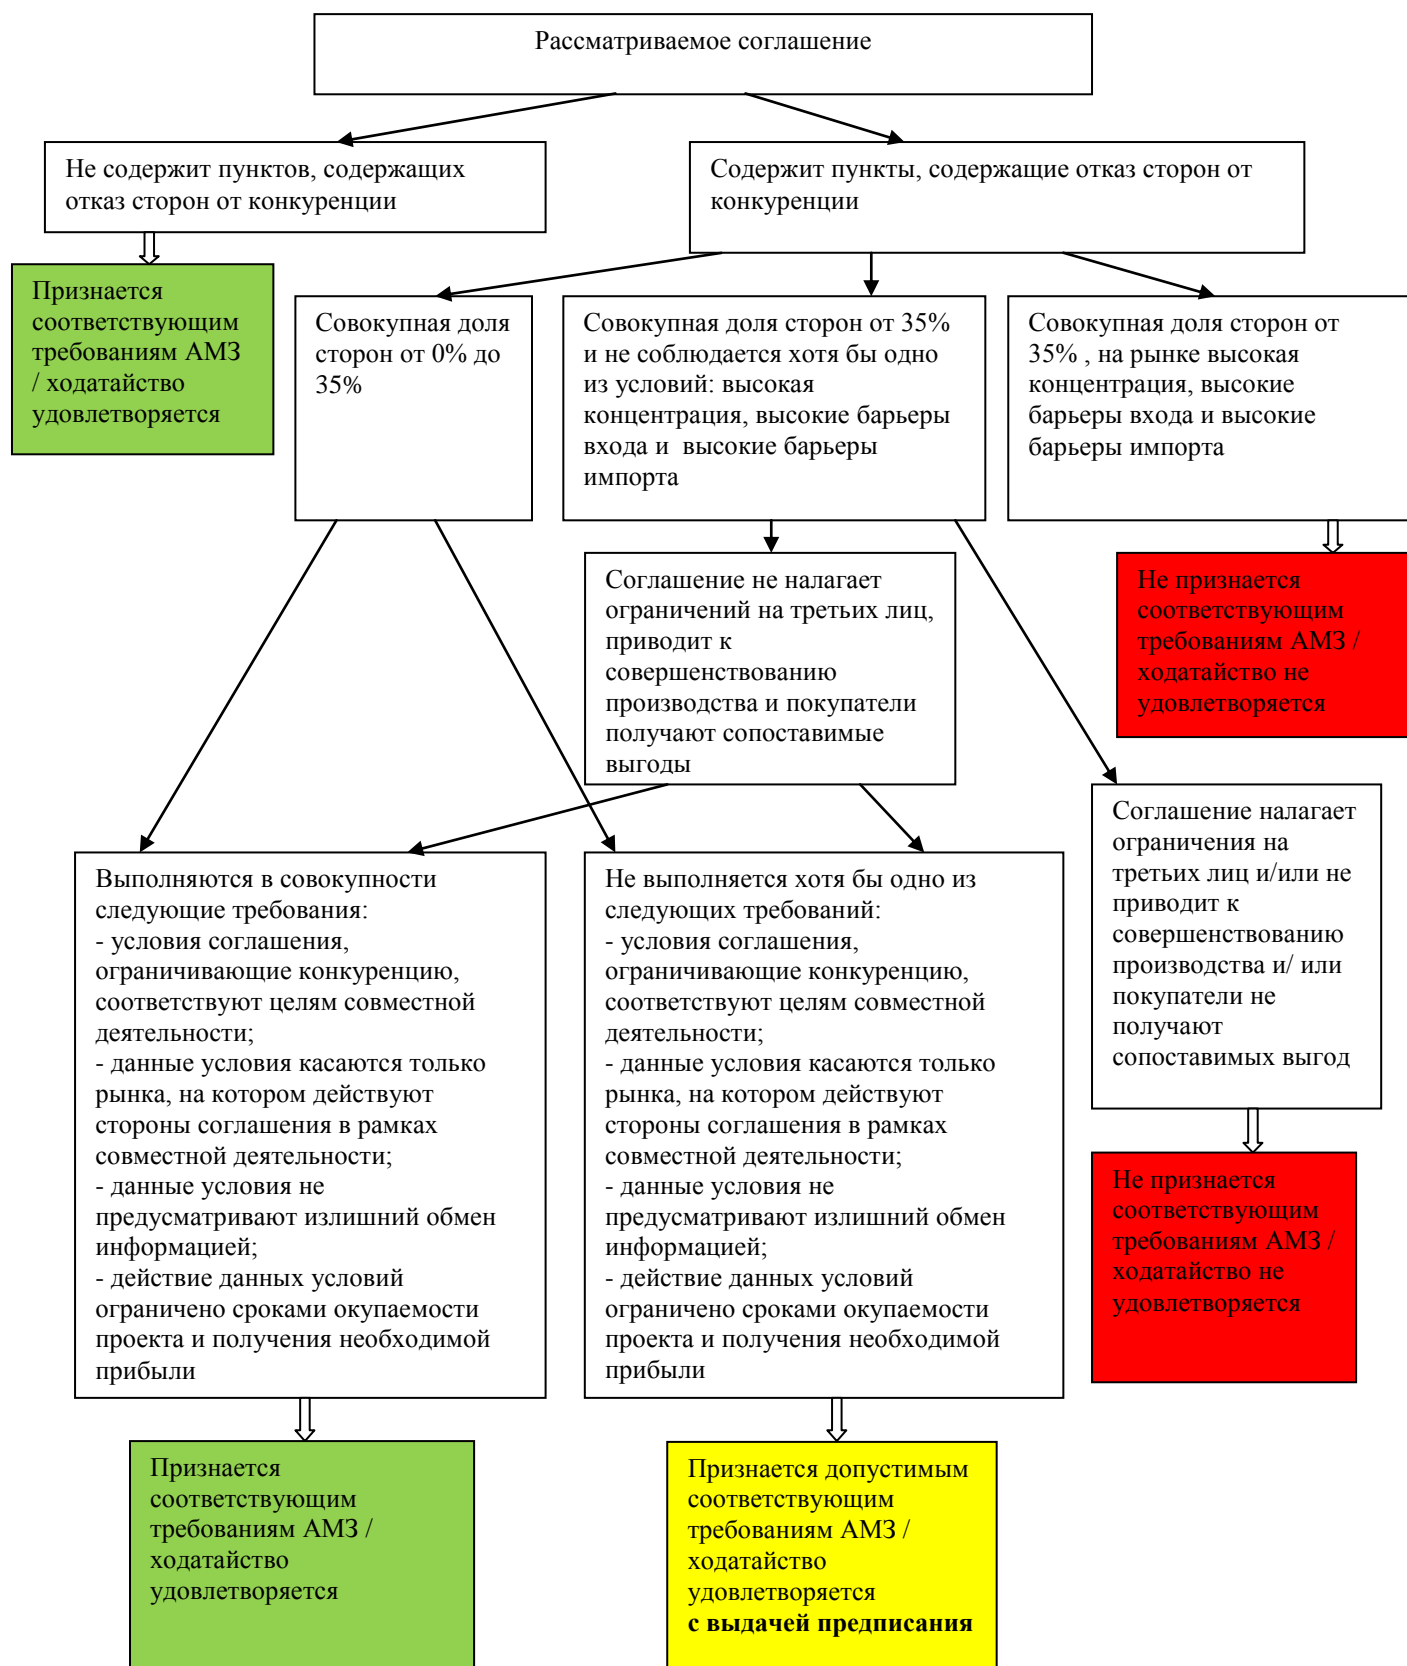 Рассматриваемое соглашение
Не содержит пунктов, содержащих
отказ сторон от конкуренции
Содержит пункты, содержащие отказ сторон от
конкуренции
Признается
соответствующим
требованиям АМЗ
/ ходатайство
удовлетворяется
Совокупная доля
сторон от 0% до
35%
Совокупная доля сторон от 35%
и не соблюдается хотя бы одно
из условий: высокая
концентрация, высокие барьеры
входа и высокие барьеры
импорта
Совокупная доля сторон от
35% , на рынке высокая
концентрация, высокие
барьеры входа и высокие
барьеры импорта
Соглашение не налагает
ограничений на третьих лиц,
приводит к
совершенствованию
производства и покупатели
получают сопоставимые
выгоды
Не признается
соответствующим
требованиям АМЗ /
ходатайство не
удовлетворяется
Соглашение налагает
ограничения на
третьих лиц и/или не
приводит к
совершенствованию
производства и/ или
покупатели не
получают
сопоставимых выгод
Выполняются в совокупности
следующие требования:
- условия соглашения,
ограничивающие конкуренцию,
соответствуют целям совместной
деятельности;
- данные условия касаются только
рынка, на котором действуют
стороны соглашения в рамках
совместной деятельности;
- данные условия не
предусматривают излишний обмен
информацией;
- действие данных условий
ограничено сроками окупаемости
проекта и получения необходимой
прибыли
Не выполняется хотя бы одно из
следующих требований:
- условия соглашения,
ограничивающие конкуренцию,
соответствуют целям совместной
деятельности;
- данные условия касаются только
рынка, на котором действуют
стороны соглашения в рамках
совместной деятельности;
- данные условия не
предусматривают излишний обмен
информацией;
- действие данных условий
ограничено сроками окупаемости
проекта и получения необходимой
прибыли
Не признается
соответствующим
требованиям АМЗ /
ходатайство не
удовлетворяется
Признается
соответствующим
требованиям АМЗ /
ходатайство
удовлетворяется
Признается допустимым
соответствующим
требованиям АМЗ /
ходатайство
удовлетворяется
с выдачей предписания